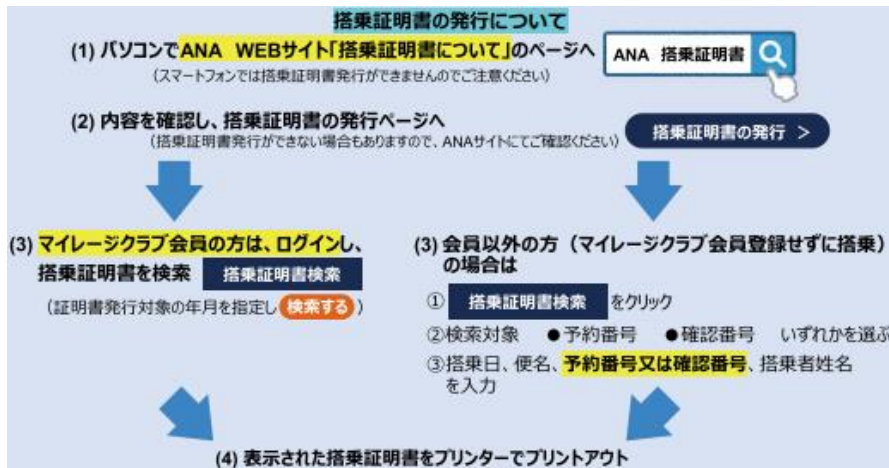 搭乗証明書の発行について
(1) パソコンでANA WEBサイト「搭乗証明書について」のページへ
ANA 搭乗証明書
(スマートフォンでは搭乗証明書発行ができませんのでご注意ください)
(2) 内容を確認し、搭乗証明書の発行ページへ
搭乗証明書の発行 >
(搭乗証明書発行ができない場合もありますので、ANAサイトにてご確認ください)
(3) マイレージクラブ会員の方は、ログインし、
搭乗証明書を検索 搭乗証明書検索
(証明書発行対象の年月を指定し 検索する )
(3) 会員以外の方（マイレージクラブ会員登録せずに搭乗）
の場合は
① 搭乗証明書検索 をクリック
②検索対象 ●予約番号 ●確認番号 いずれかを選ぶ
③搭乗日、便名、予約番号又は確認番号、搭乗者姓名
を入力
(4) 表示された搭乗証明書をプリンターでプリントアウト